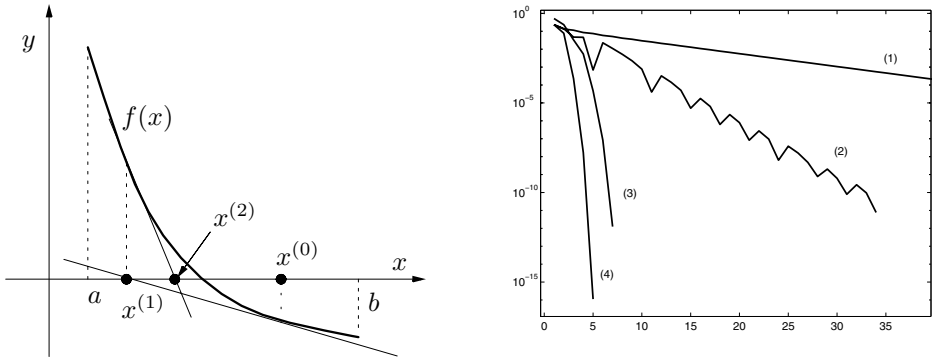 y
f(x)
x^{(2)}
x^{(0)}
x
a
x^{(1)}
b
10^0
10^{-5}
10^{-10}
10^{-15}
(1)
(2)
(3)
(4)
0 5 10 15 20 25 30 35